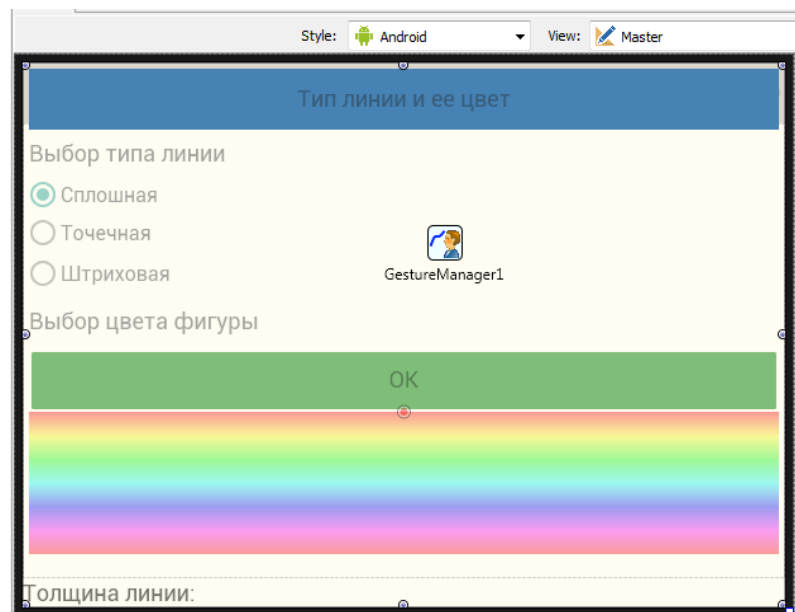 Style: Android View: Master
Тип линии и ее цвет
Выбор типа линии
Сплошная
Точечная
Штриховая
GestureManager1
Выбор цвета фигуры
ОК
Толщина линии: